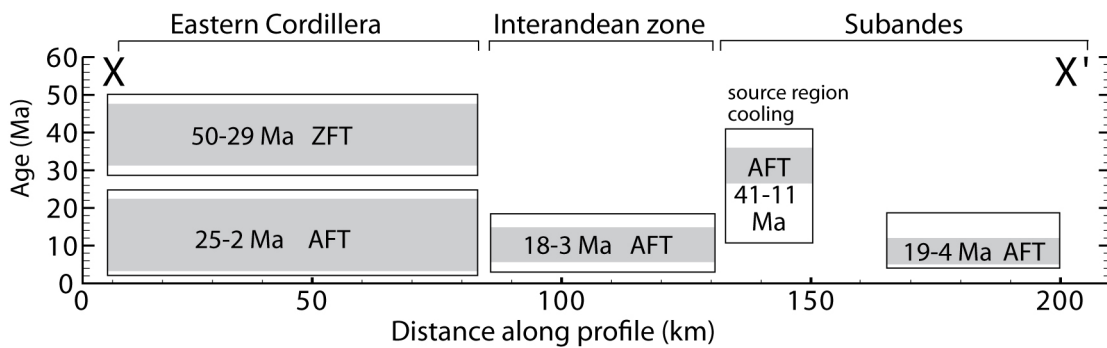 Eastern Cordillera Interandean zone Subandes
X X'
60
50
40
30
20
10
0
Age (Ma)
50-29 Ma ZFT
25-2 Ma AFT
18-3 Ma AFT
source region
cooling
AFT
41-11
Ma
19-4 Ma AFT
0 50 100 150 200
Distance along profile (km)